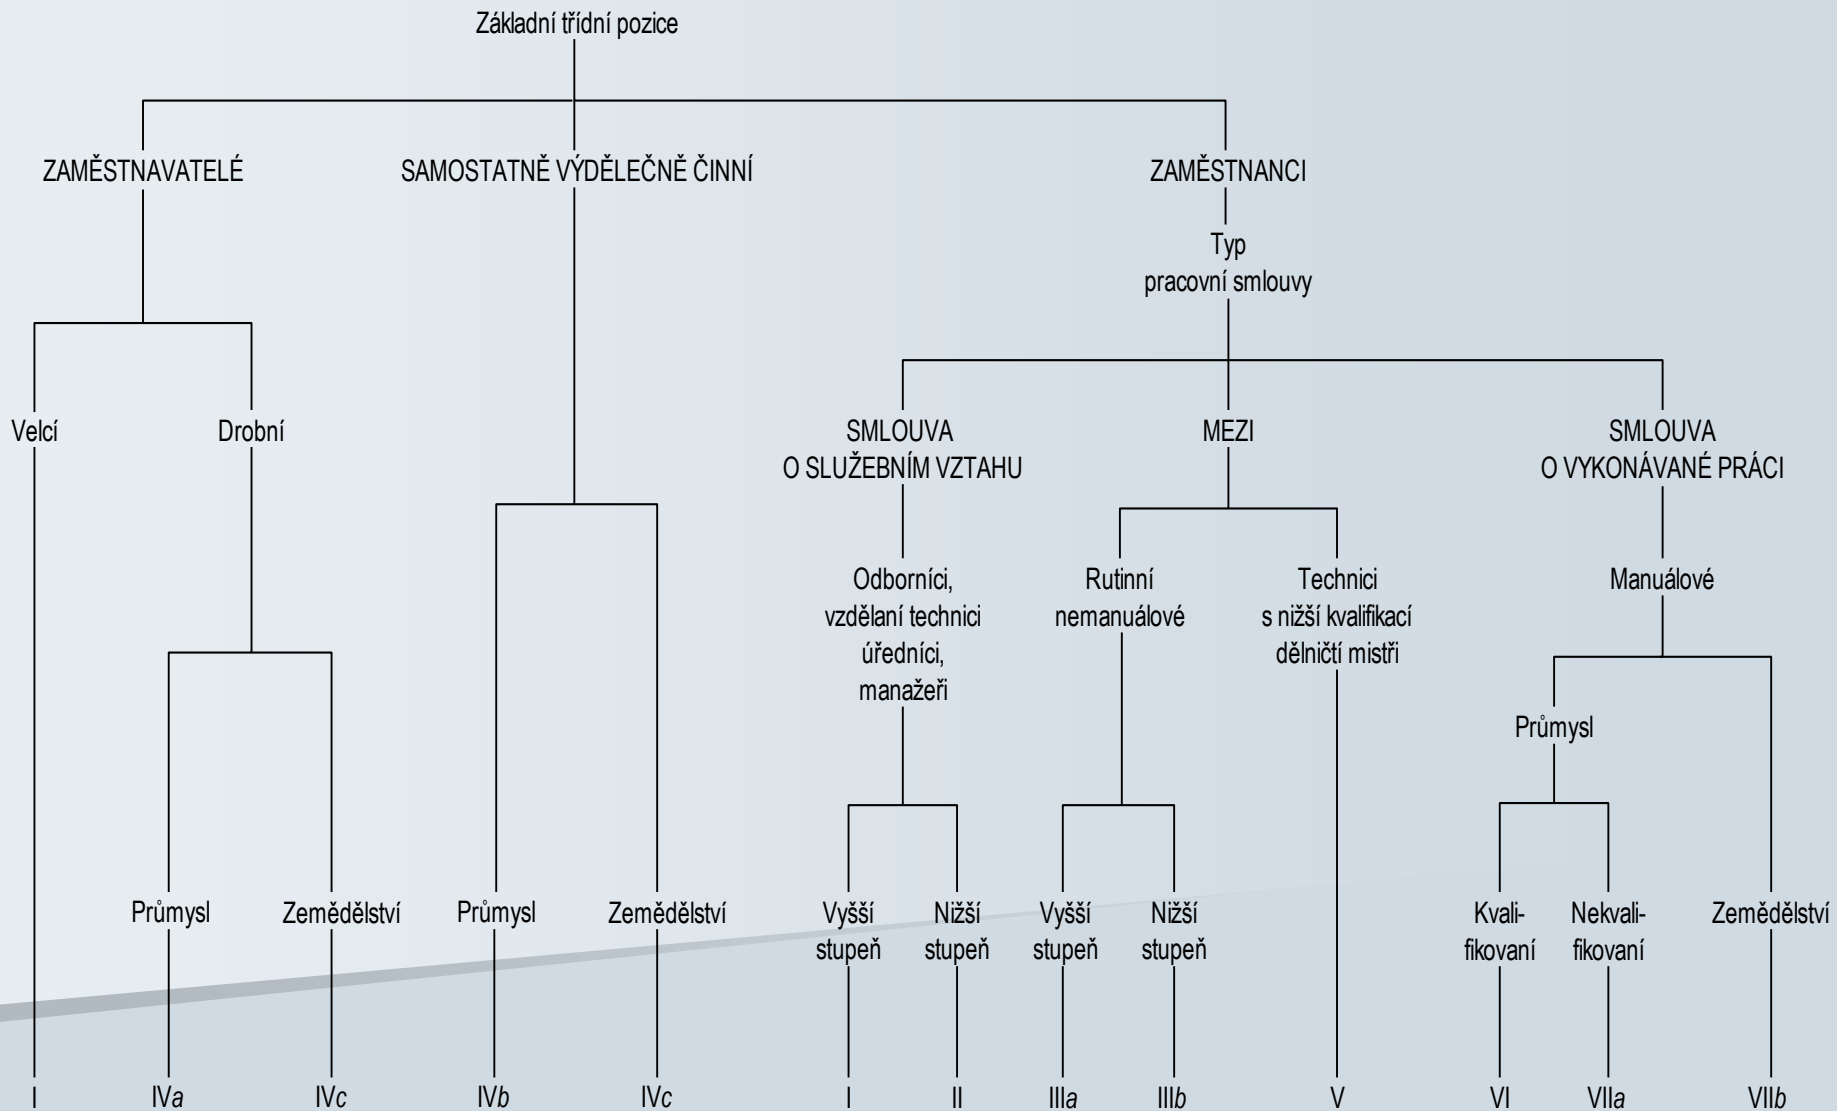 Základní třídní pozice
ZAMĚSTNAVATELÉ
SAMOSTATNĚ VÝDĚLEČNĚ ČINNÍ
ZAMĚSTNANCI
Typ
pracovní smlouvy
Velcí
Drobní
SMLOUVA
O SLUŽEBNÍM VZTAHU
MEZI
SMLOUVA
O VYKONÁVANÉ PRÁCI
Odborníci,
vzdělaní technici
úředníci,
manažeři
Rutinní
nemanuálové
Technici
s nižší kvalifikací
dělničtí mistři
Manuálové
Průmysl
Průmysl
Zemědělství
Průmysl
Zemědělství
Vyšší
stupeň
Nižší
stupeň
Vyšší
stupeň
Nižší
stupeň
Kvali-
fikovaní
Nekvali-
fikovaní
Zemědělství
I
IVa
IVc
IVb
IVc
I
II
IIIa
IIIb
V
VI
VIIa
VIIb